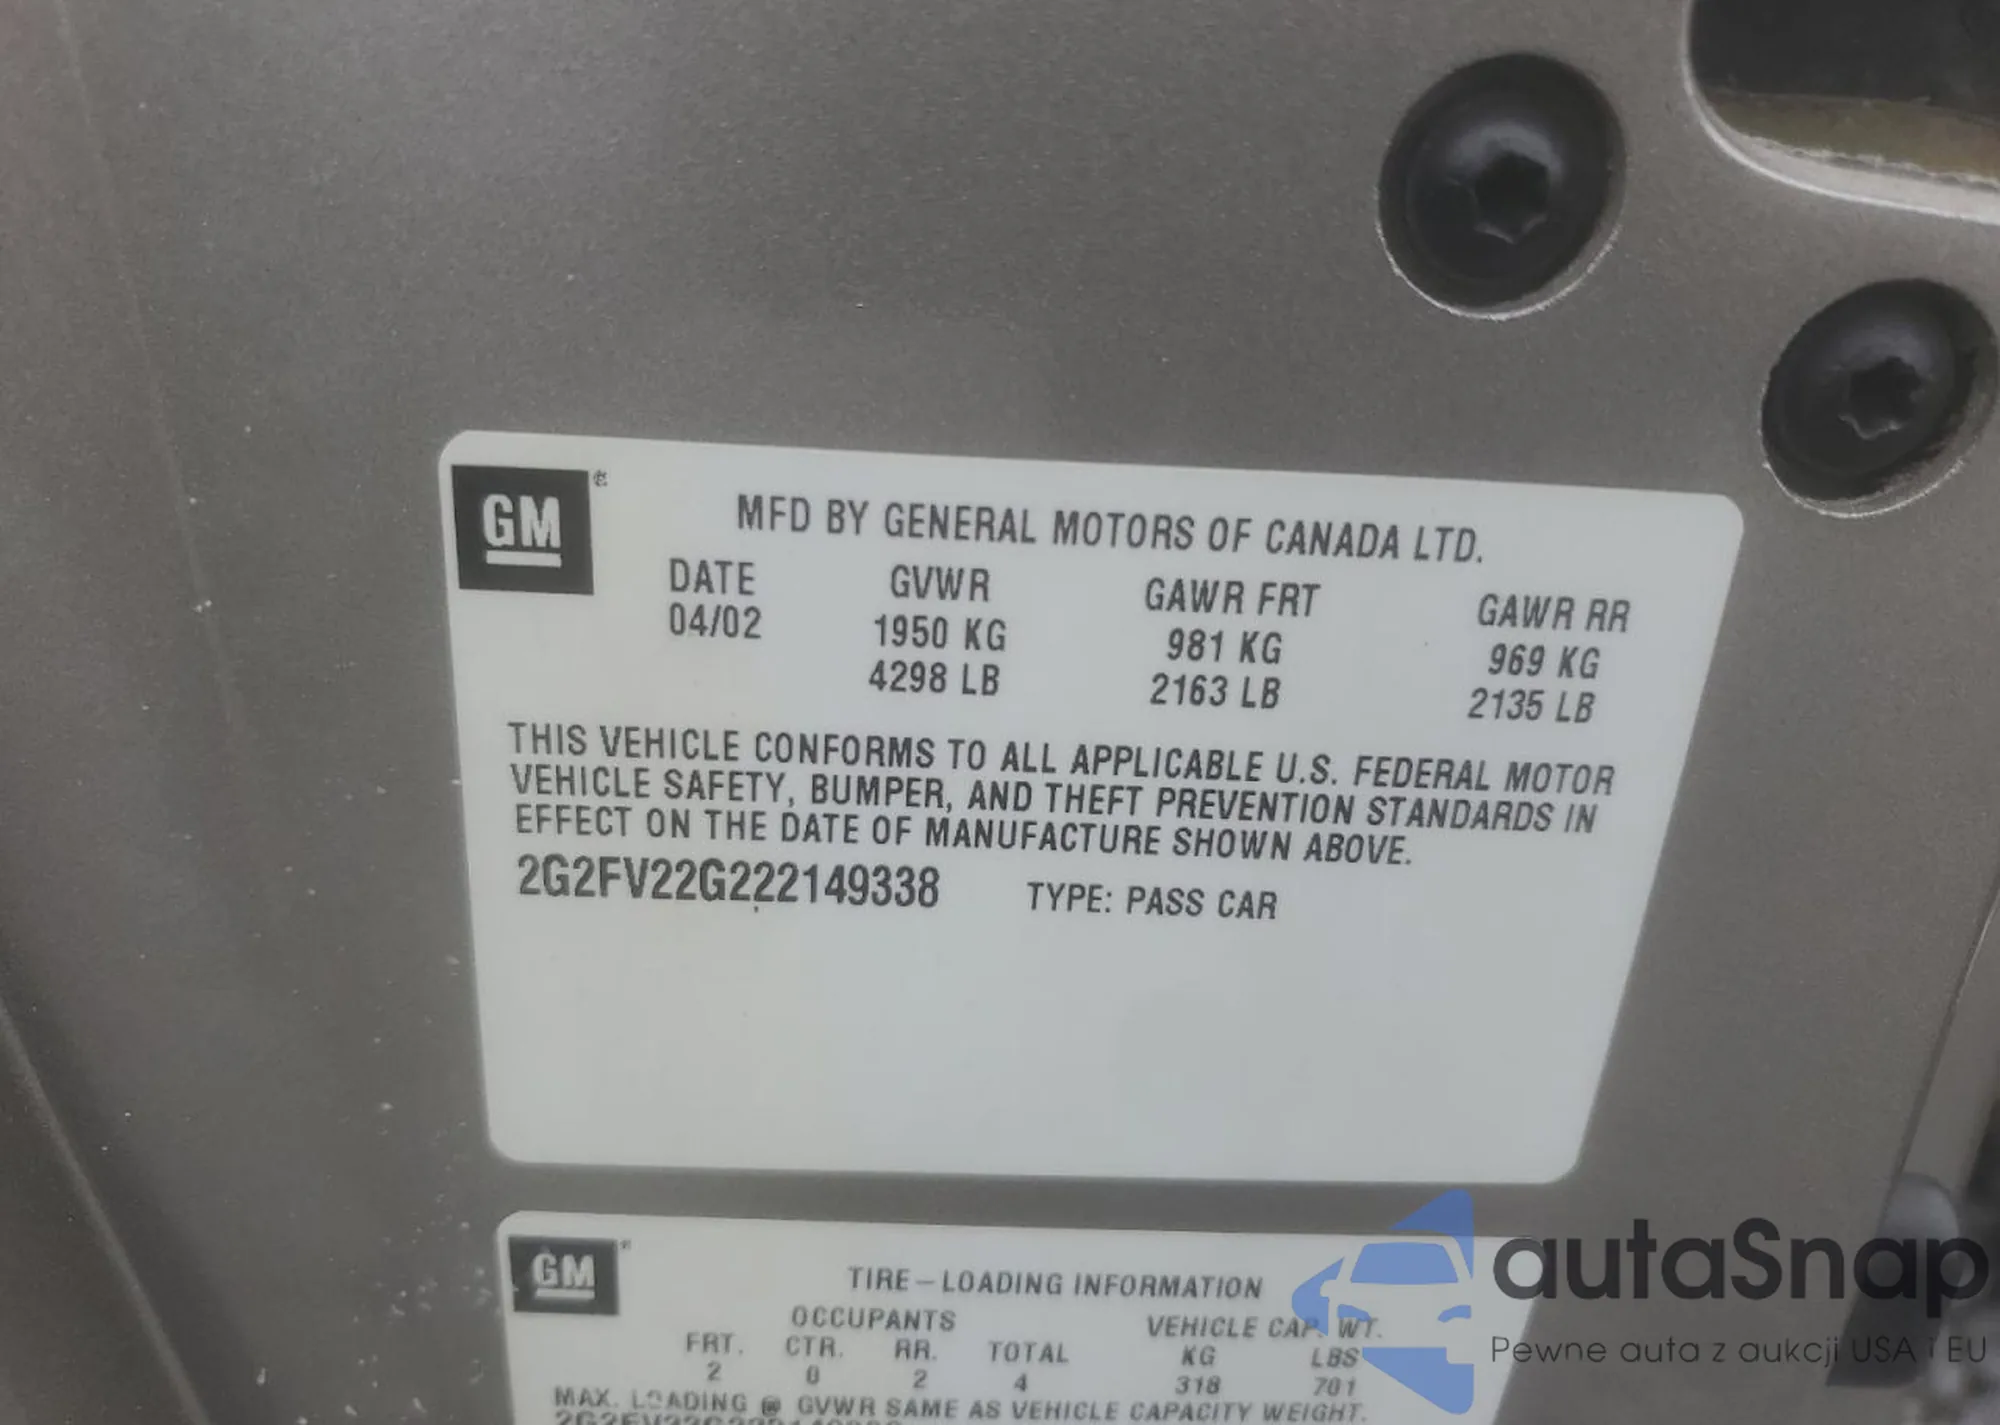 GM
MFD BY GENERAL MOTORS OF CANADA LTD.
DATE GVWR GAWR FRT GAWR RR
04/02 1950 KG 981 KG 969 KG
4298 LB 2163 LB 2135 LB
THIS VEHICLE CONFORMS TO ALL APPLICABLE U.S. FEDERAL MOTOR
VEHICLE SAFETY, BUMPER, AND THEFT PREVENTION STANDARDS IN
EFFECT ON THE DATE OF MANUFACTURE SHOWN ABOVE.
2G2FV22G222149338 TYPE: PASS CAR
GM
TIRE-LOADING INFORMATION
OCCUPANTS VEHICLE CAP. WT.
FRT. CTR. RR. TOTAL KG LBS
2 0 2 4 318 701
MAX. LOADING @ GVWR SAME AS VEHICLE CAPACITY WEIGHT.
autaSnap
Pewne auta z aukcji USA i EU